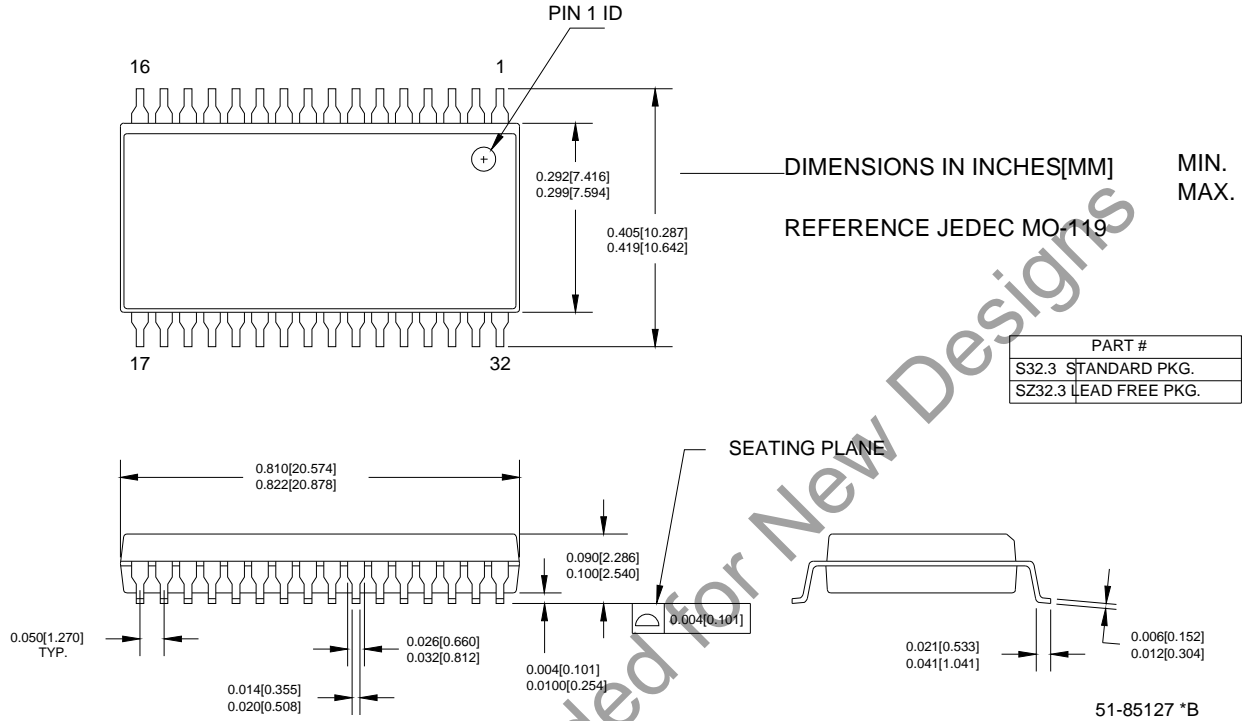 PIN 1 ID
16
1
0.292[7.416]
0.299[7.594]
0.405[10.287]
0.419[10.642]
DIMENSIONS IN INCHES[MM]
MIN.
MAX.
REFERENCE JEDEC MO-119
17
32
PART #
S32.3 STANDARD PKG.
SZ32.3 LEAD FREE PKG.
SEATING PLANE
0.810[20.574]
0.822[20.878]
0.090[2.286]
0.100[2.540]
0.004[0.101]
0.050[1.270]
TYP.
0.026[0.660]
0.032[0.812]
0.014[0.355]
0.020[0.508]
0.004[0.101]
0.0100[0.254]
0.021[0.533]
0.041[1.041]
0.006[0.152]
0.012[0.304]
51-85127 *B
ded for New Designs